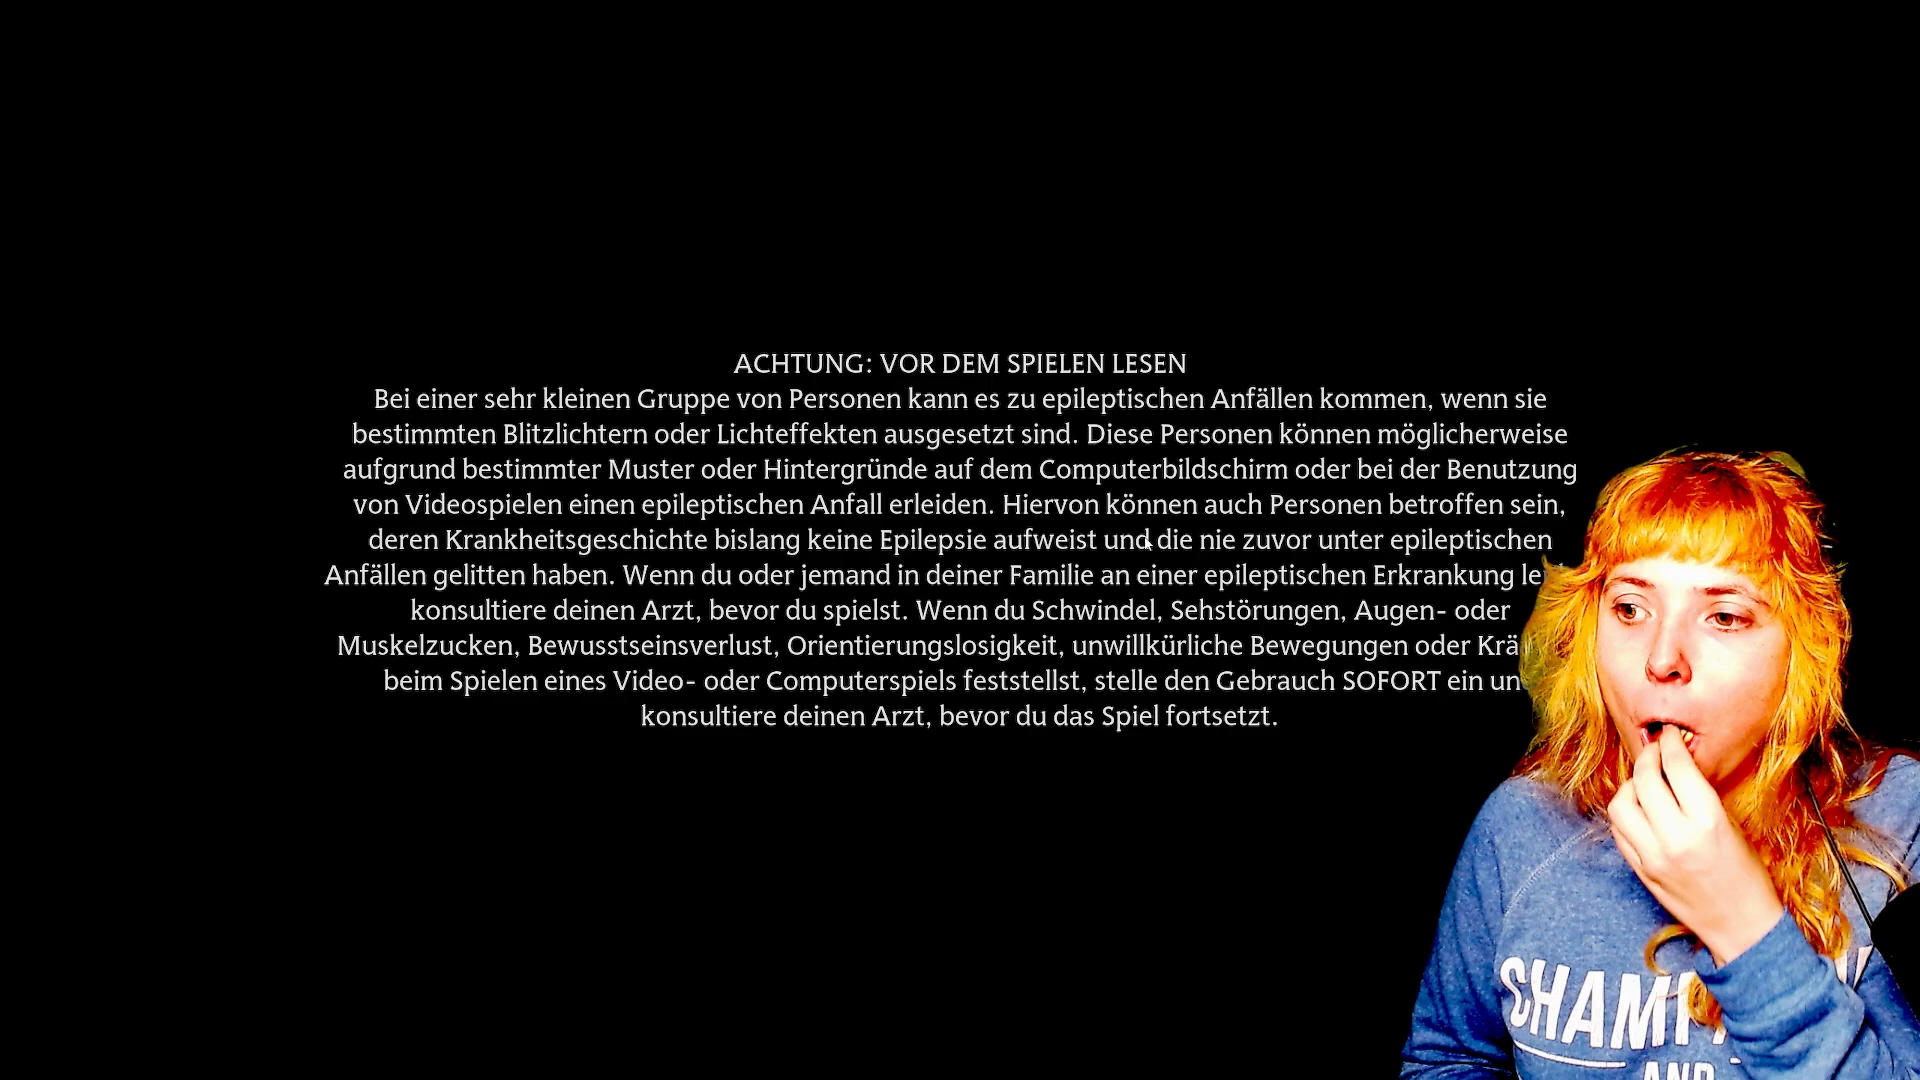 ACHTUNG: VOR DEM SPIELEN LESEN
Bei einer sehr kleinen Gruppe von Personen kann es zu epileptischen Anfällen kommen, wenn sie
bestimmten Blitzlichtern oder Lichteffekten ausgesetzt sind. Diese Personen können möglicherweise
aufgrund bestimmter Muster oder Hintergründe auf dem Computerbildschirm oder bei der Benutzung
von Videospielen einen epileptischen Anfall erleiden. Hiervon können auch Personen betroffen sein,
deren Krankheitsgeschichte bislang keine Epilepsie aufweist und die nie zuvor unter epileptischen
Anfällen gelitten haben. Wenn du oder jemand in deiner Familie an einer epileptischen Erkrankung
konsultiere deinen Arzt, bevor du spielst. Wenn du Schwindel, Sehstörungen, Augen- oder
Muskelzucken, Bewusstseinsverlust, Orientierungslosigkeit, unwillkürliche Bewegungen oder
beim Spielen eines Video- oder Computerspiels feststellst, stelle den Gebrauch SOFORT ein
konsultiere deinen Arzt, bevor du das Spiel fortsetzt.
AND